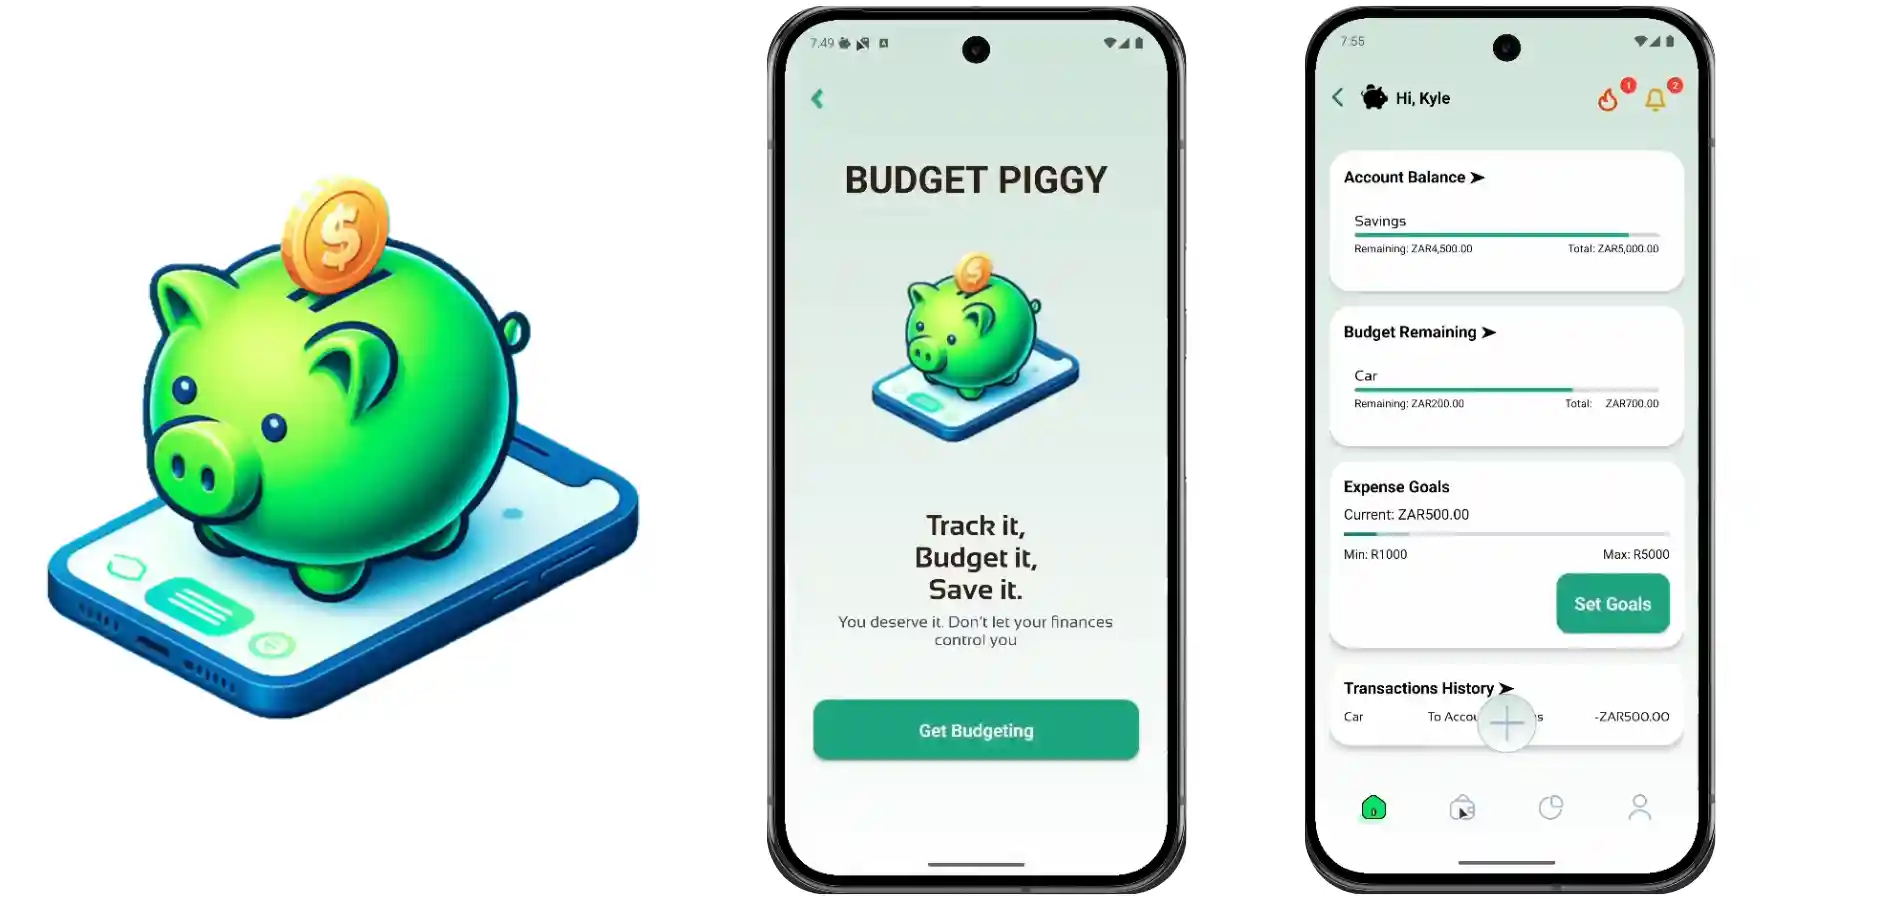 $
7:49
BUDGET PIGGY
$
Track it,
Budget it,
Save it.
You deserve it. Don't let your finances
control you
Get Budgeting
7:55
Hi, Kyle
1
2
Account Balance
Savings
Remaining: ZAR4,500.00 Total: ZAR5,000.00
Budget Remaining
Car
Remaining: ZAR200.00 Total: ZAR700.00
Expense Goals
Current: ZAR500.00
Min: R1000 Max: R5000
Set Goals
Transactions History
Car To -ZAR500.00